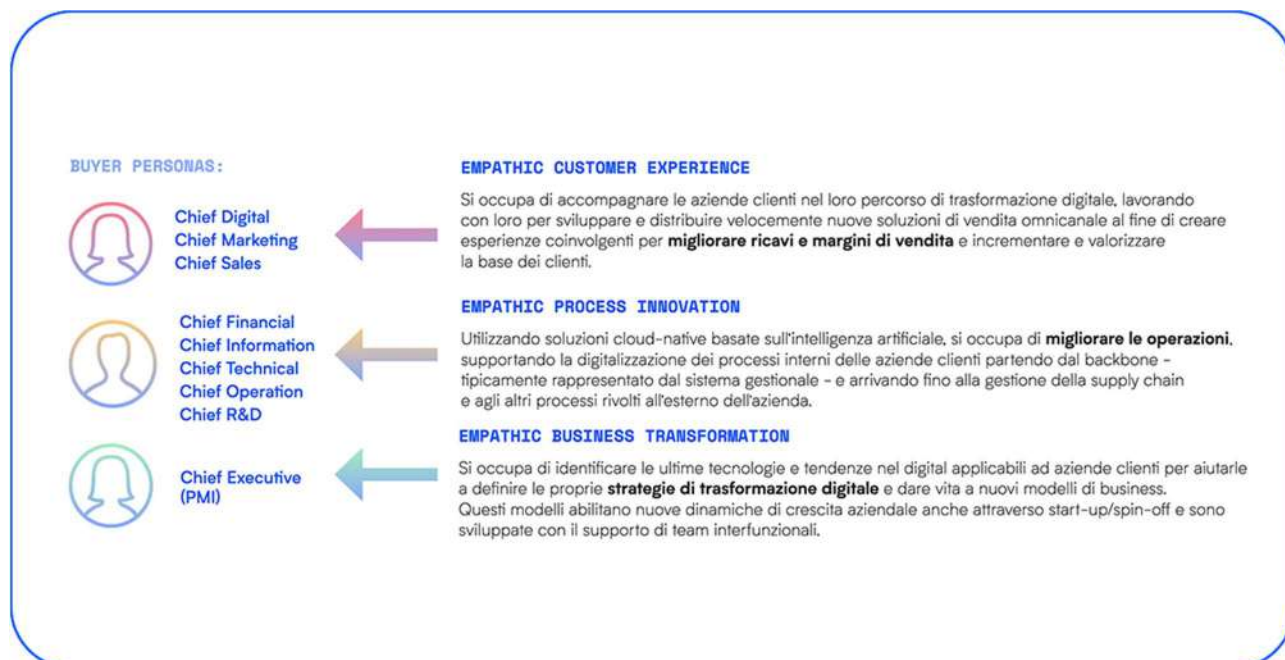 BUYER PERSONAS:
Chief Digital
Chief Marketing
Chief Sales
EMPATHIC CUSTOMER EXPERIENCE
Si occupa di accompagnare le aziende clienti nel loro percorso di trasformazione digitale, lavorando
con loro per sviluppare e distribuire velocemente nuove soluzioni di vendita omnicanale al fine di creare
esperienze coinvolgenti per migliorare ricavi e margini di vendita e incrementare e valorizzare
la base dei clienti.
Chief Financial
Chief Information
Chief Technical
Chief Operation
Chief R&D
EMPATHIC PROCESS INNOVATION
Utilizzando soluzioni cloud-native basate sull'intelligenza artificiale, si occupa di migliorare le operazioni,
supportando la digitalizzazione dei processi interni delle aziende clienti partendo dal backbone -
tipicamente rappresentato dal sistema gestionale - e arrivando fino alla gestione della supply chain
e agli altri processi rivolti all'esterno dell'azienda.
Chief Executive
(PMI)
EMPATHIC BUSINESS TRANSFORMATION
Si occupa di identificare le ultime tecnologie e tendenze nel digital applicabili ad aziende clienti per aiutarle
a definire le proprie strategie di trasformazione digitale e dare vita a nuovi modelli di business.
Questi modelli abilitano nuove dinamiche di crescita aziendale anche attraverso start-up/spin-off e sono
sviluppate con il supporto di team interfunzionali.